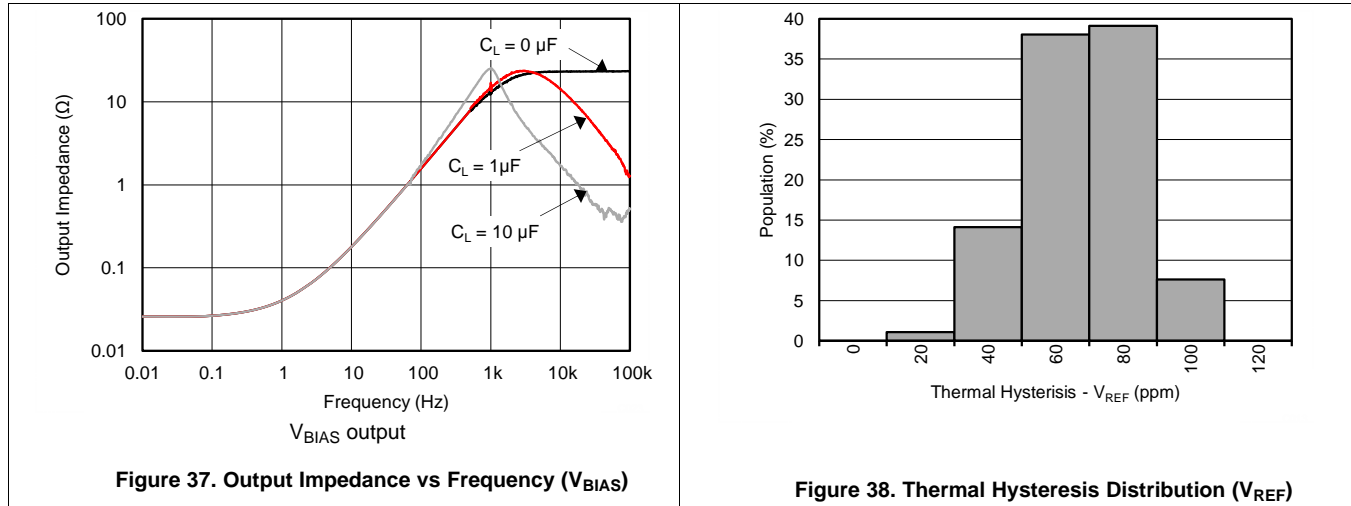 100
10
1
0.1
0.01
Output Impedance (Ω)
C_L = 0 µF
C_L = 1µF
C_L = 10 µF
0.01 0.1 1 10 100 1k 10k 100k
Frequency (Hz)
V_BIAS output
Figure 37. Output Impedance vs Frequency (V_BIAS)
40
35
30
25
20
15
10
5
0
Population (%)
0 20 40 60 80 100 120
Thermal Hysterisis - V_REF (ppm)
Figure 38. Thermal Hysteresis Distribution (V_REF)